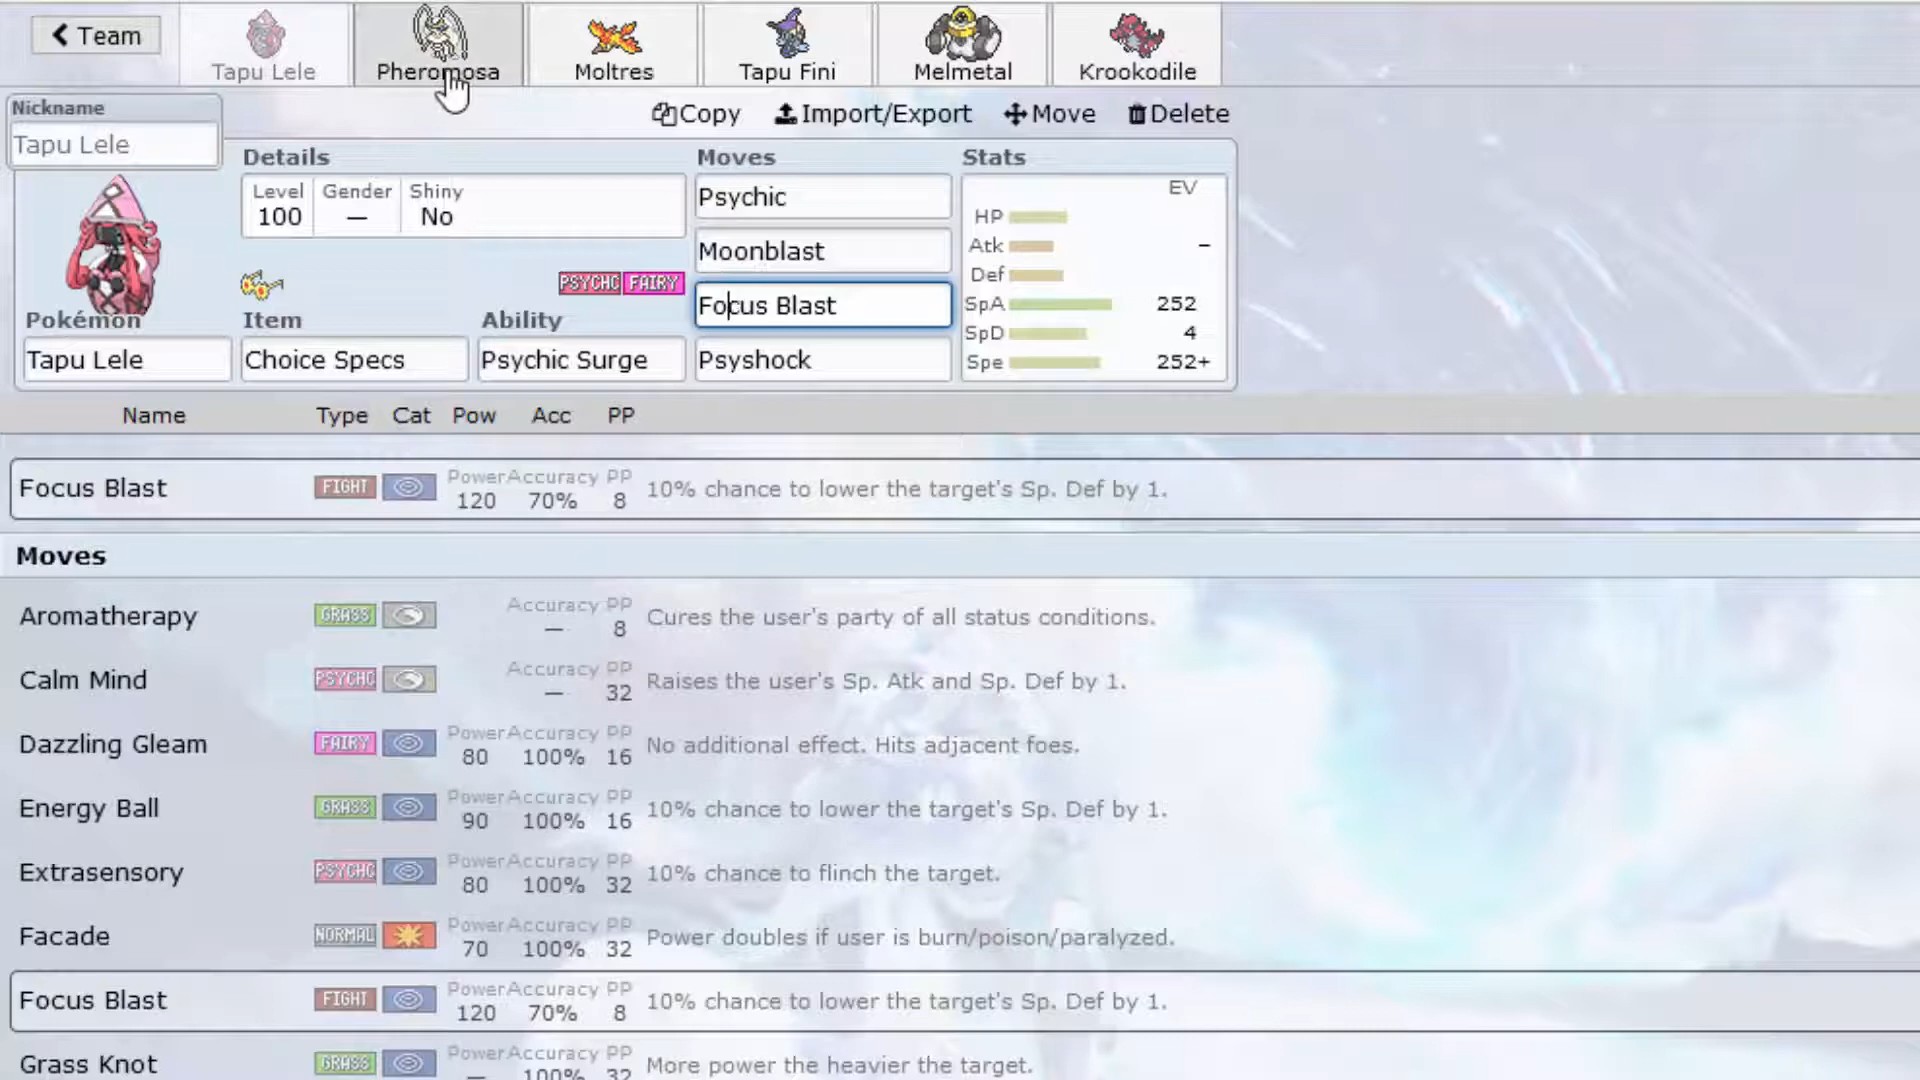 Team
Tapu Lele
Pheromosa
Moltres
Tapu Fini
Melmetal
Krookodile
Nickname
Tapu Lele
Copy
Import/Export
Move
Delete
Details
Moves
Stats
Level
Gender
Shiny
100
—
No
Psychic
Moonblast
Focus Blast
Psyshock
EV
HP
Atk –
Def
SpA 252
SpD 4
Spe 252+
PSYCHC FAIRY
Pokémon
Item
Ability
Tapu Lele
Choice Specs
Psychic Surge
Name Type Cat Pow Acc PP
Focus Blast FIGHT Power Accuracy PP 10% chance to lower the target's Sp. Def by 1.
120 70% 8
Moves
Aromatherapy GRASS Accuracy PP Cures the user's party of all status conditions.
— 8
Calm Mind PSYCHC Accuracy PP Raises the user's Sp. Atk and Sp. Def by 1.
— 32
Dazzling Gleam FAIRY Power Accuracy PP No additional effect. Hits adjacent foes.
80 100% 16
Energy Ball GRASS Power Accuracy PP 10% chance to lower the target's Sp. Def by 1.
90 100% 16
Extrasensory PSYCHC Power Accuracy PP 10% chance to flinch the target.
80 100% 32
Facade NORMAL Power Accuracy PP Power doubles if user is burn/poison/paralyzed.
70 100% 32
Focus Blast FIGHT Power Accuracy PP 10% chance to lower the target's Sp. Def by 1.
120 70% 8
Grass Knot GRASS Power Accuracy PP More power the heavier the target.
— 100% 32